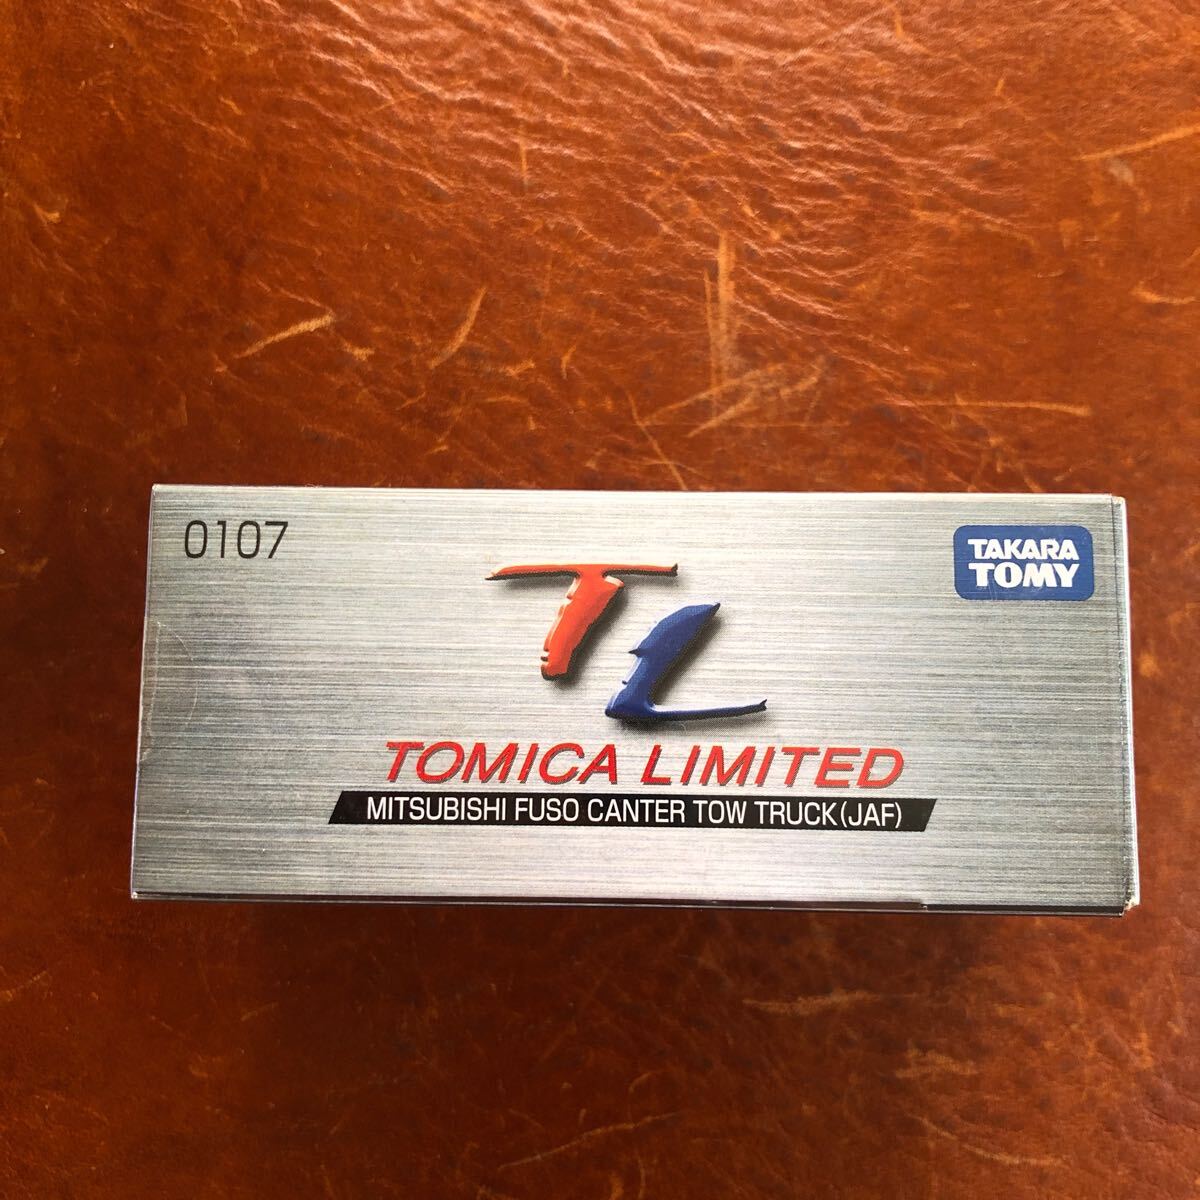 0107
TAKARA
TOMY
TL
TOMICA LIMITED
MITSUBISHI FUSO CANTER TOW TRUCK(JAF)